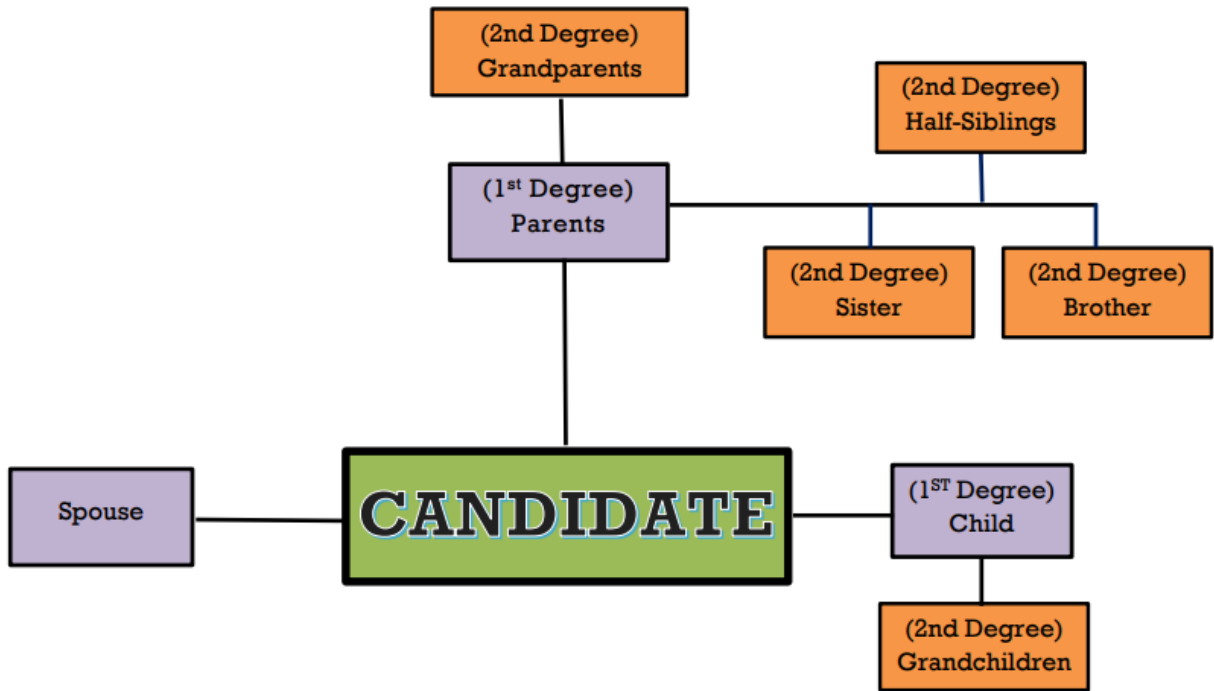 (2nd Degree)
Grandparents
(2nd Degree)
Half-Siblings
(1st Degree)
Parents
(2nd Degree)
Sister
(2nd Degree)
Brother
Spouse
CANDIDATE
(1ST Degree)
Child
(2nd Degree)
Grandchildren